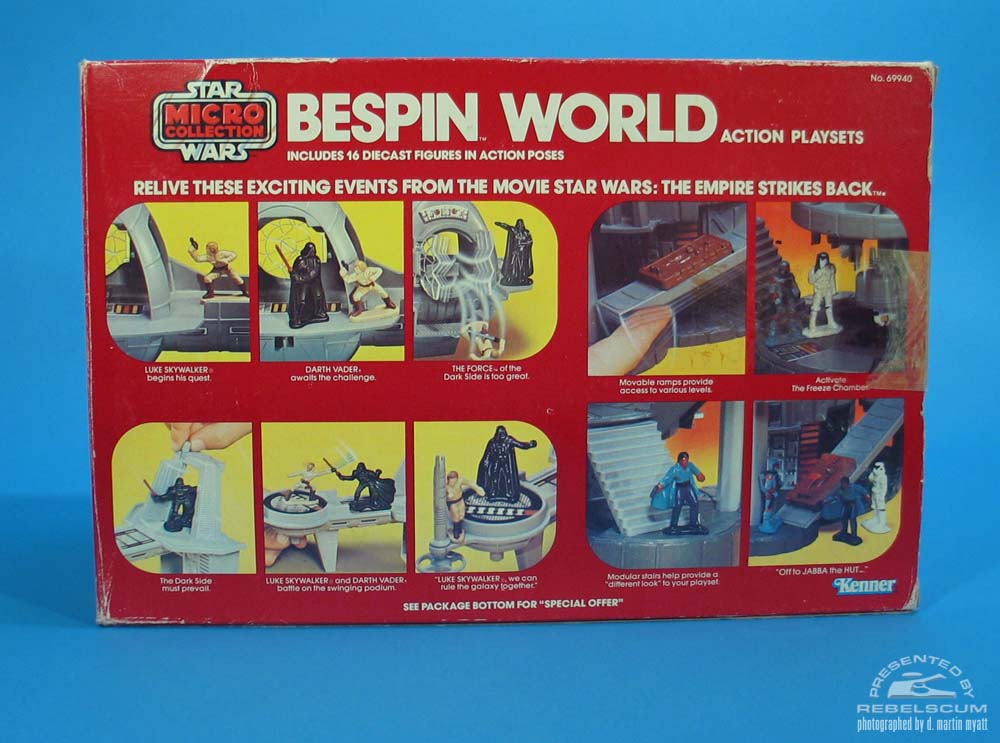 No. 69940
STAR
MICRO
COLLECTION
WARS
BESPIN™ WORLD ACTION PLAYSETS
INCLUDES 16 DIECAST FIGURES IN ACTION POSES
RELIVE THESE EXCITING EVENTS FROM THE MOVIE STAR WARS: THE EMPIRE STRIKES BACK™.
LUKE SKYWALKER®
begins his quest.
DARTH VADER®
awaits the challenge.
THE FORCE™ of the
Dark Side is too great.
Movable ramps provide
access to various levels.
Activate
The Freeze Chamber
The Dark Side
must prevail.
LUKE SKYWALKER® and DARTH VADER®
battle on the swinging podium.
"LUKE SKYWALKER®, we can
rule the galaxy together."
Modular stairs help provide a
"different look" to your playset.
"Off to JABBA the HUT™..."
Kenner
SEE PACKAGE BOTTOM FOR "SPECIAL OFFER"
PRESENTED BY
REBELSCUM
photographed by d. martin myatt